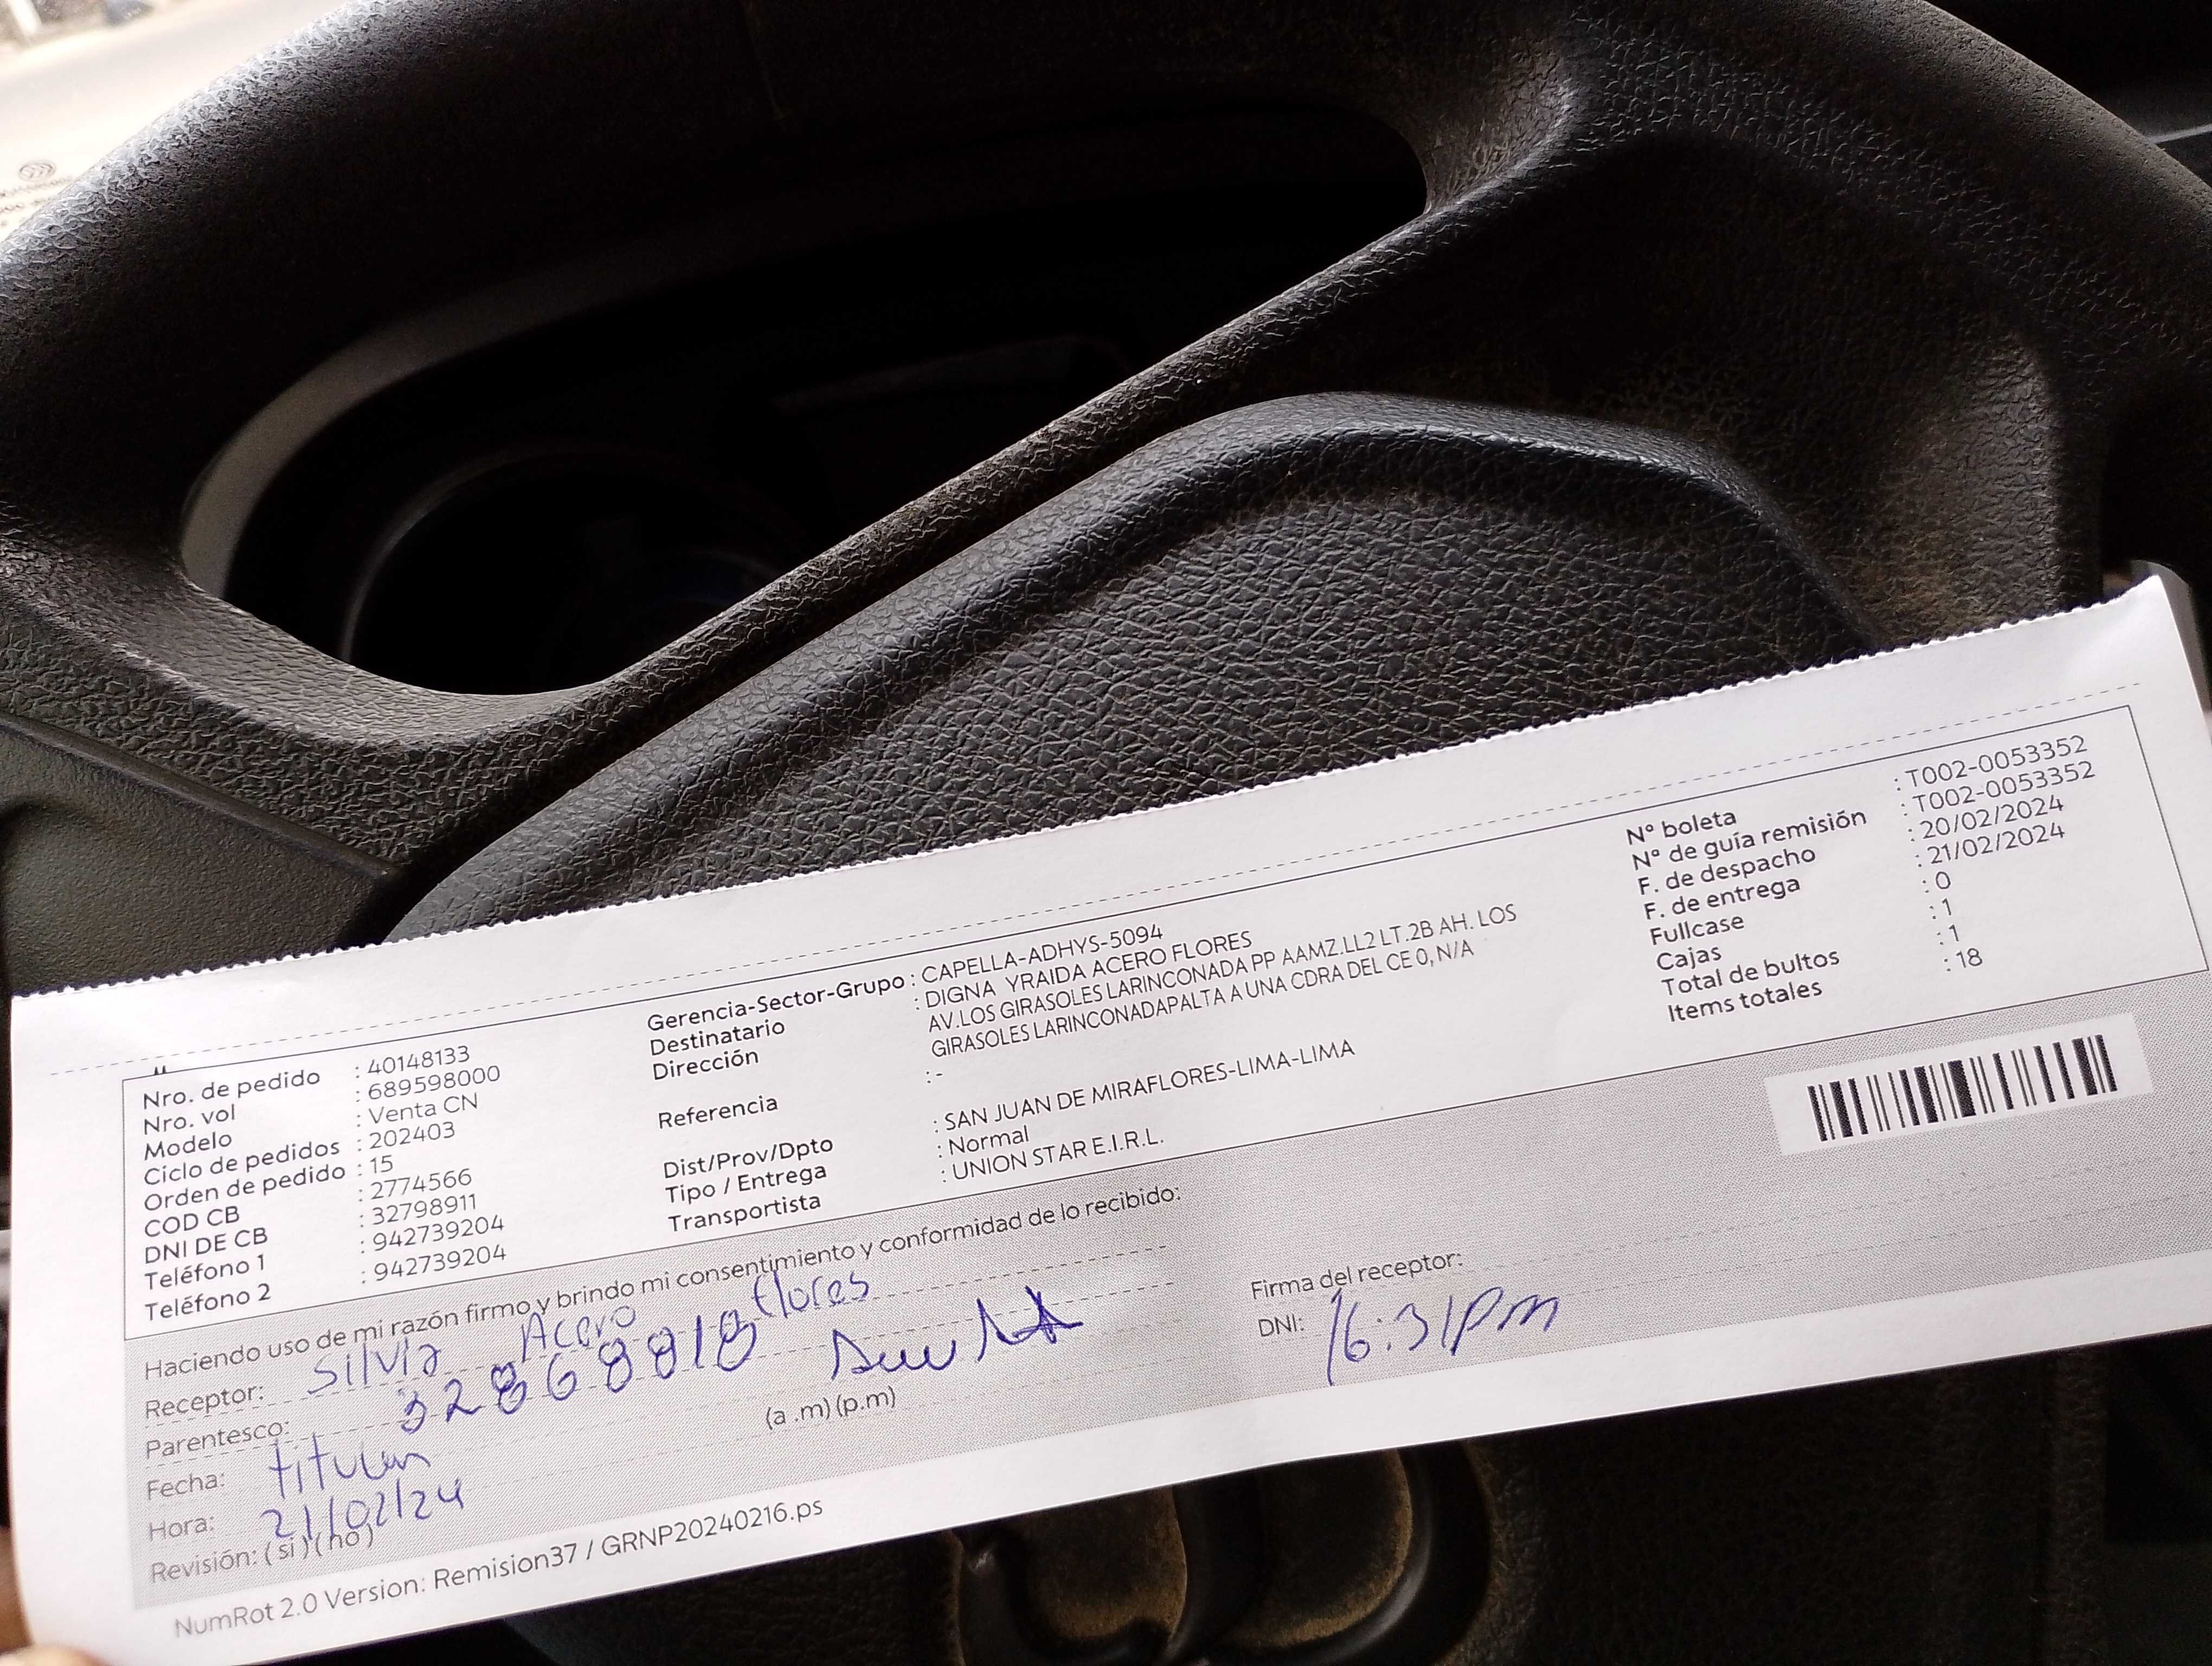 Nro. de pedido : 40148133
Nro. vol : 689598000
Modelo : Venta CN
Ciclo de pedidos : 202403
Orden de pedido : 15
COD CB : 2774566
DNI DE CB : 32798911
Teléfono 1 : 942739204
Teléfono 2 : 942739204
Gerencia-Sector-Grupo : CAPELLA-ADHYS-5094
Destinatario : DIGNA YRAIDA ACERO FLORES
Dirección AV.LOS GIRASOLES LARINCONADA PP AAMZ.LL2 LT.2B AH. LOS
GIRASOLES LARINCONADAPALTA A UNA CDRA DEL CE 0, N/A
Referencia : -
Dist/Prov/Dpto : SAN JUAN DE MIRAFLORES-LIMA-LIMA
Tipo / Entrega : Normal
Transportista : UNION STAR E.I.R.L.
N° boleta : T002-0053352
N° de guía remisión : T002-0053352
F. de despacho : 20/02/2024
F. de entrega : 21/02/2024
Fullcase : 0
Cajas : 1
Total de bultos : 1
Items totales : 18
Haciendo uso de mi razón firmo y brindo mi consentimiento y conformidad de lo recibido:
Receptor: Silvia Acero flores
Parentesco: 32868818
Fecha: titular
Hora: 21/02/24 (a .m) (p.m)
Revisión: ( si ) ( no )
Firma del receptor:
DNI: 16:31pm
NumRot 2.0 Version: Remision37 / GRNP20240216.ps